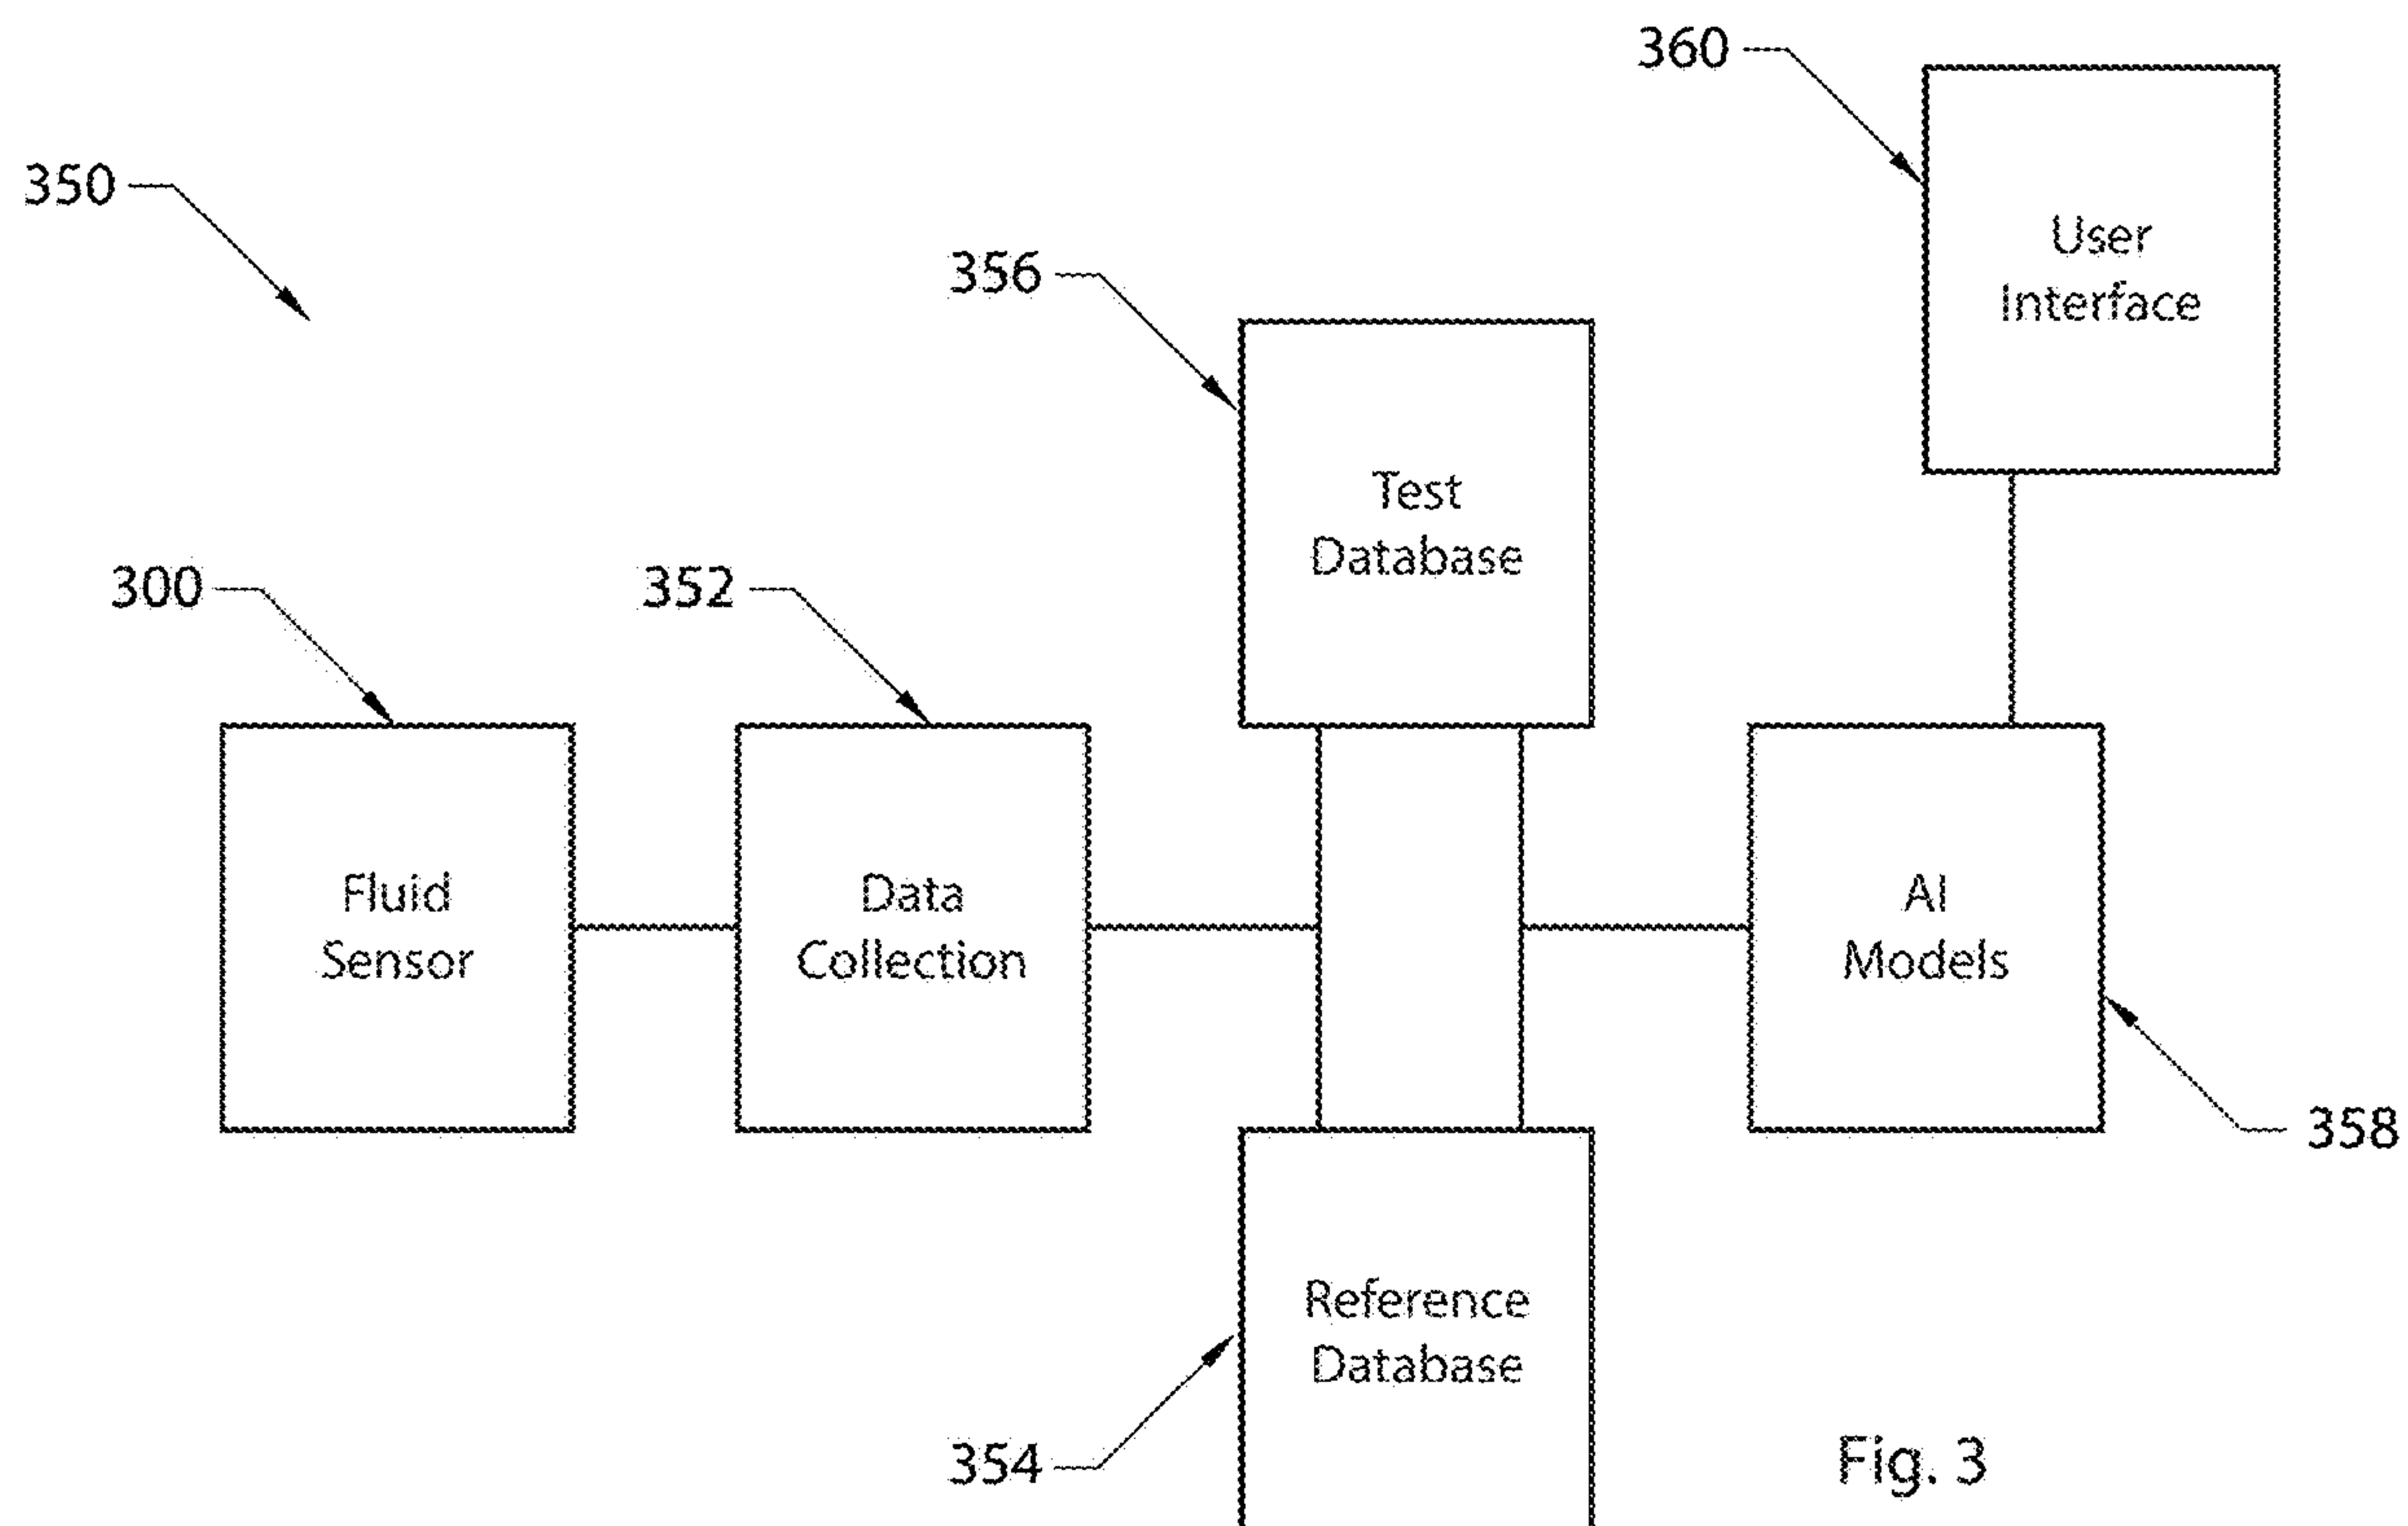 360
User
Interface
350
356
Test
Database
300
352
Fluid
Sensor
Data
Collection
AI
Models
358
Reference
Database
354
Fig. 3